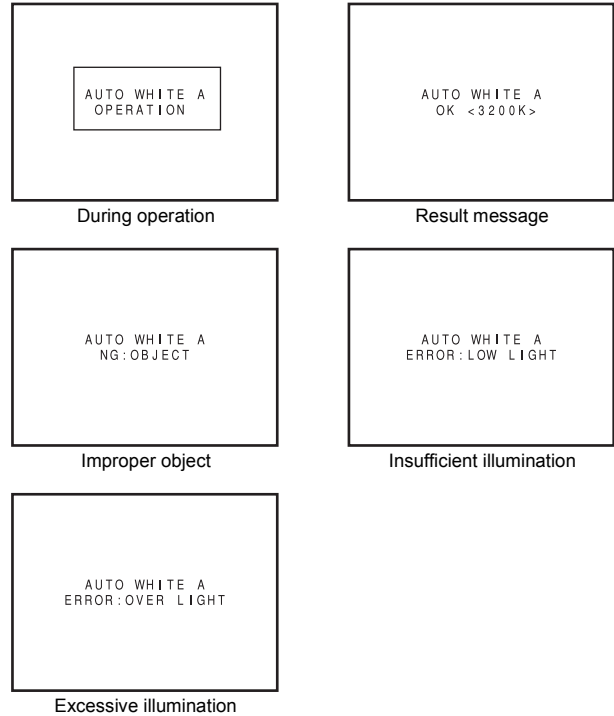 AUTO WHITE A
OPERATION
During operation
AUTO WHITE A
OK <3200K>
Result message
AUTO WHITE A
NG:OBJECT
Improper object
AUTO WHITE A
ERROR:LOW LIGHT
Insufficient illumination
AUTO WHITE A
ERROR:OVER LIGHT
Excessive illumination